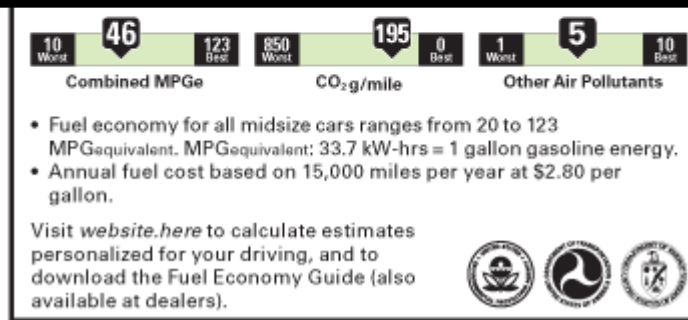 46 195 5
10 Worst 123 Best 850 Worst 0 Best 1 Worst 10 Best
Combined MPGe CO2 g/mile Other Air Pollutants
• Fuel economy for all midsize cars ranges from 20 to 123
MPGequivalent. MPGequivalent: 33.7 kW-hrs = 1 gallon gasoline energy.
• Annual fuel cost based on 15,000 miles per year at $2.80 per
gallon.
Visit website.here to calculate estimates
personalized for your driving, and to
download the Fuel Economy Guide (also
available at dealers).